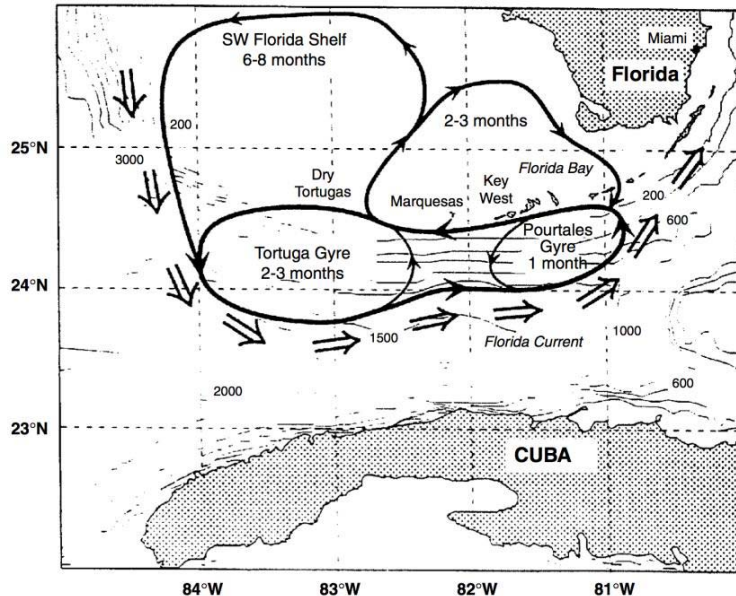 SW Florida Shelf
6-8 months
Miami
Florida
2-3 months
200
25°N
3000
Dry
Tortugas
Marquesas
Key
West
Florida Bay
200
600
Tortuga Gyre
2-3 months
Pourtales
Gyre
1 month
24°N
1500
Florida Current
1000
2000
600
23°N
CUBA
84°W
83°W
82°W
81°W